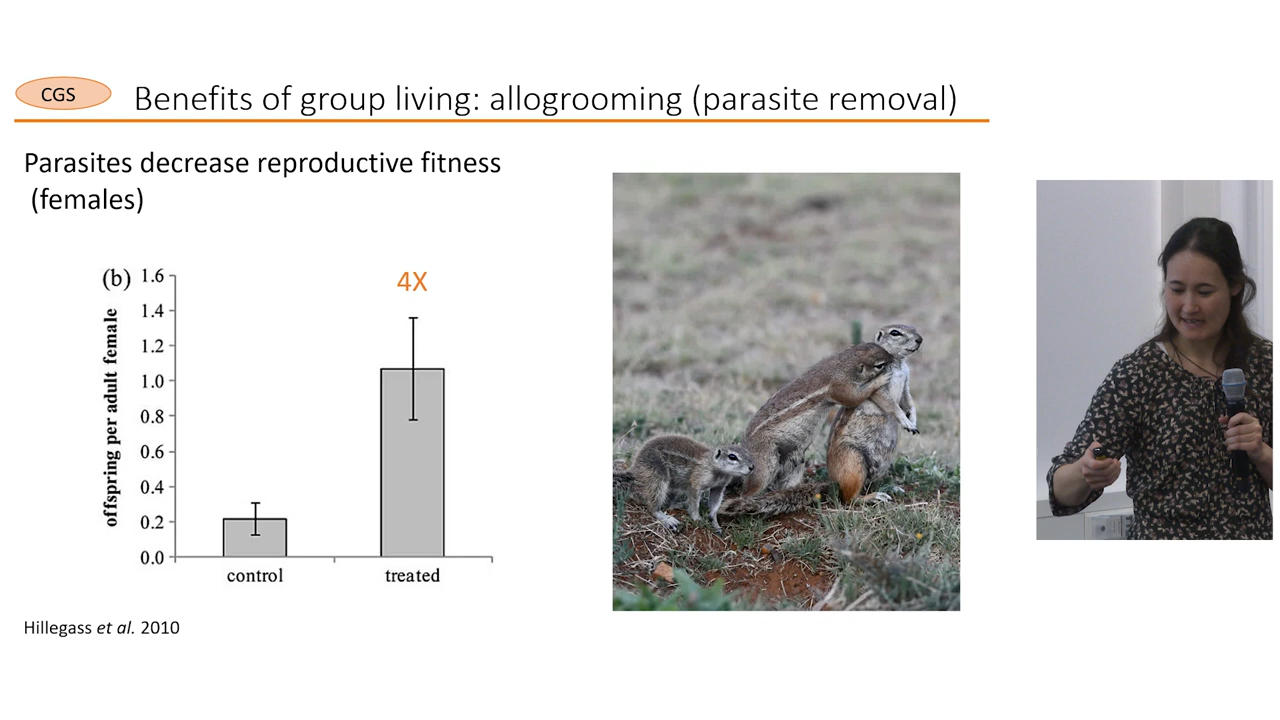 CGS
Benefits of group living: allogrooming (parasite removal)
Parasites decrease reproductive fitness
(females)
(b)
4X
offspring per adult female
1.6
1.4
1.2
1.0
0.8
0.6
0.4
0.2
0.0
control
treated
Hillegass et al. 2010